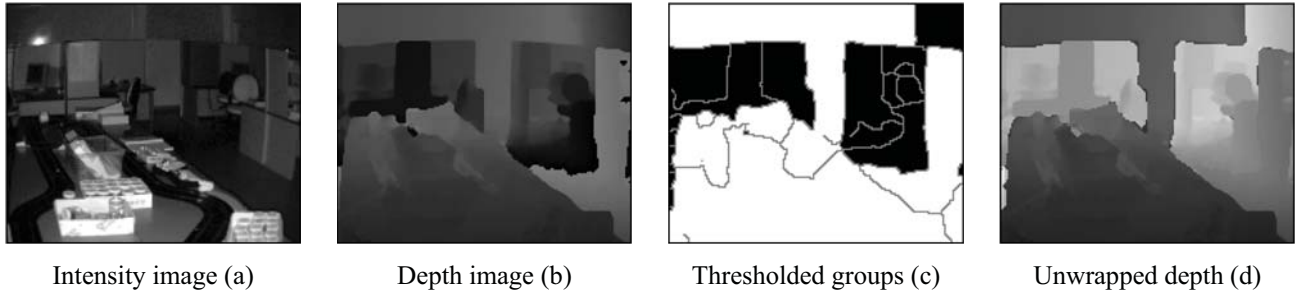 Intensity image (a)
Depth image (b)
Thresholded groups (c)
Unwrapped depth (d)